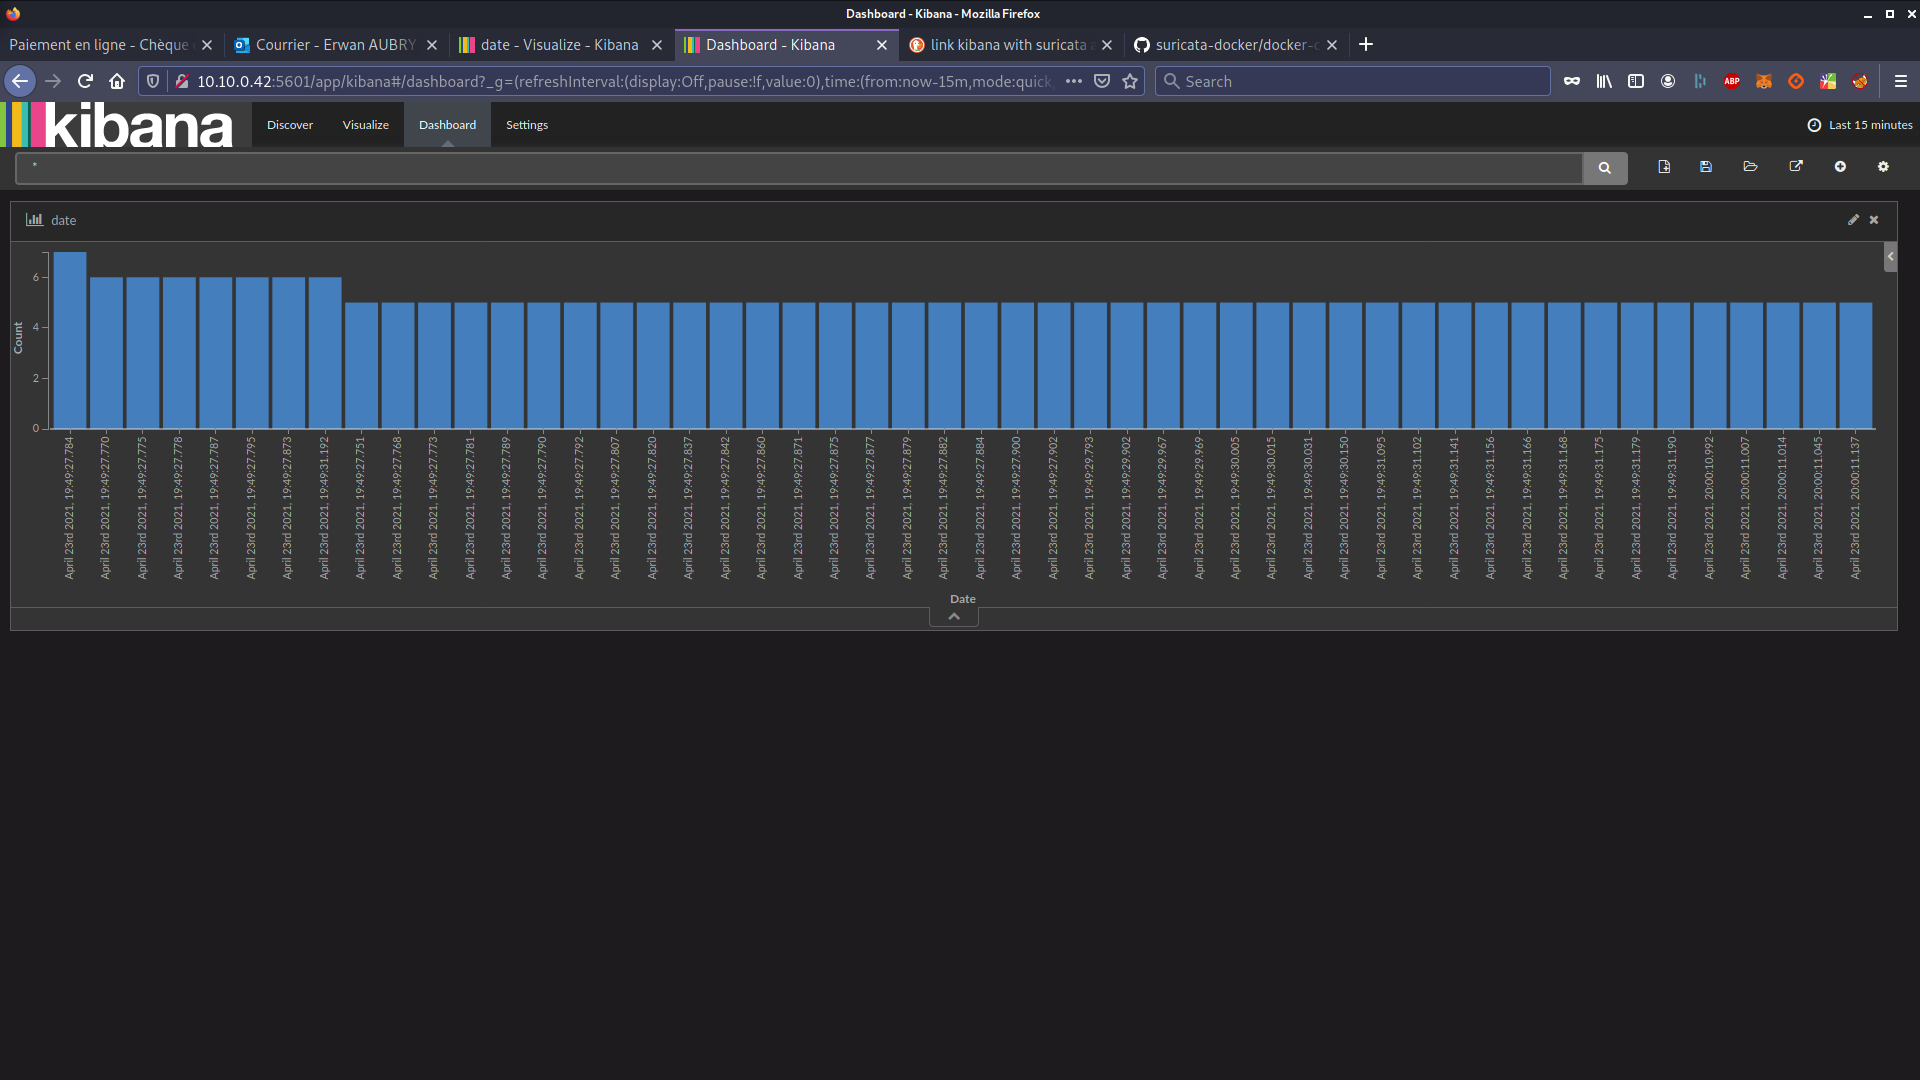 Dashboard - Kibana - Mozilla Firefox
Paiement en ligne - Chèque
Courrier - Erwan AUBRY
date - Visualize - Kibana
Dashboard - Kibana
link kibana with suricata
suricata-docker/docker-c
10.10.0.42:5601/app/kibana#/dashboard?_g=(refreshInterval:(display:Off,pause:!f,value:0),time:(from:now-15m,mode:quick,
Search
ABP
kibana
Discover
Visualize
Dashboard
Settings
Last 15 minutes
*
date
Count
6
4
2
0
April 23rd 2021, 19:49:27.784
April 23rd 2021, 19:49:27.770
April 23rd 2021, 19:49:27.775
April 23rd 2021, 19:49:27.778
April 23rd 2021, 19:49:27.787
April 23rd 2021, 19:49:27.795
April 23rd 2021, 19:49:27.873
April 23rd 2021, 19:49:31.192
April 23rd 2021, 19:49:27.751
April 23rd 2021, 19:49:27.768
April 23rd 2021, 19:49:27.773
April 23rd 2021, 19:49:27.781
April 23rd 2021, 19:49:27.789
April 23rd 2021, 19:49:27.790
April 23rd 2021, 19:49:27.792
April 23rd 2021, 19:49:27.807
April 23rd 2021, 19:49:27.820
April 23rd 2021, 19:49:27.837
April 23rd 2021, 19:49:27.842
April 23rd 2021, 19:49:27.860
April 23rd 2021, 19:49:27.871
April 23rd 2021, 19:49:27.875
April 23rd 2021, 19:49:27.877
April 23rd 2021, 19:49:27.879
April 23rd 2021, 19:49:27.882
April 23rd 2021, 19:49:27.884
April 23rd 2021, 19:49:27.900
April 23rd 2021, 19:49:27.902
April 23rd 2021, 19:49:29.793
April 23rd 2021, 19:49:29.902
April 23rd 2021, 19:49:29.967
April 23rd 2021, 19:49:29.969
April 23rd 2021, 19:49:30.005
April 23rd 2021, 19:49:30.015
April 23rd 2021, 19:49:30.031
April 23rd 2021, 19:49:30.150
April 23rd 2021, 19:49:31.095
April 23rd 2021, 19:49:31.102
April 23rd 2021, 19:49:31.141
April 23rd 2021, 19:49:31.156
April 23rd 2021, 19:49:31.166
April 23rd 2021, 19:49:31.168
April 23rd 2021, 19:49:31.175
April 23rd 2021, 19:49:31.179
April 23rd 2021, 19:49:31.190
April 23rd 2021, 20:00:10.992
April 23rd 2021, 20:00:11.007
April 23rd 2021, 20:00:11.014
April 23rd 2021, 20:00:11.045
April 23rd 2021, 20:00:11.137
Date